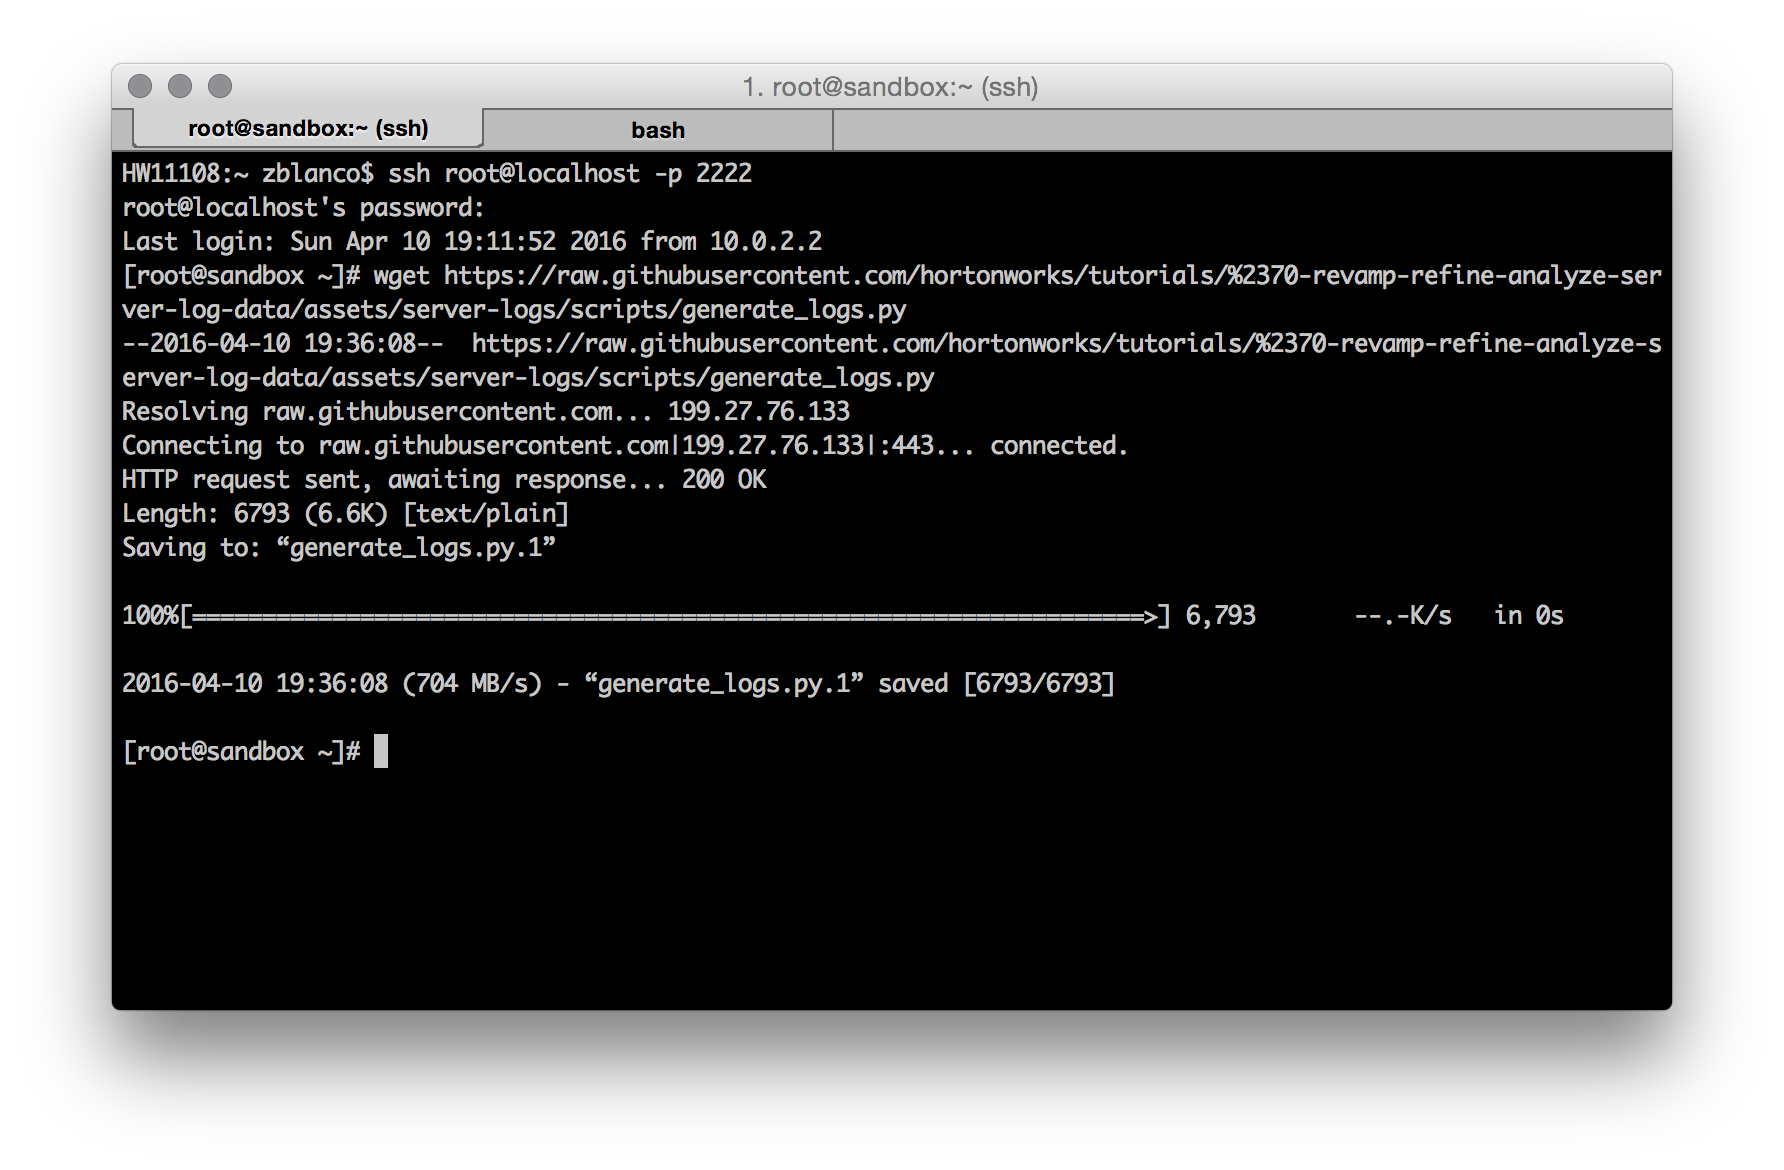 1. root@sandbox:~ (ssh)
root@sandbox:~ (ssh)
bash
HW11108:~ zblanco$ ssh root@localhost -p 2222
root@localhost's password:
Last login: Sun Apr 10 19:11:52 2016 from 10.0.2.2
[root@sandbox ~]# wget https://raw.githubusercontent.com/hortonworks/tutorials/%2370-revamp-refine-analyze-ser
ver-log-data/assets/server-logs/scripts/generate_logs.py
--2016-04-10 19:36:08--  https://raw.githubusercontent.com/hortonworks/tutorials/%2370-revamp-refine-analyze-s
erver-log-data/assets/server-logs/scripts/generate_logs.py
Resolving raw.githubusercontent.com... 199.27.76.133
Connecting to raw.githubusercontent.com|199.27.76.133|:443... connected.
HTTP request sent, awaiting response... 200 OK
Length: 6793 (6.6K) [text/plain]
Saving to: “generate_logs.py.1”
100%[====================================================================>] 6,793       --.-K/s   in 0s
2016-04-10 19:36:08 (704 MB/s) - “generate_logs.py.1” saved [6793/6793]
[root@sandbox ~]#